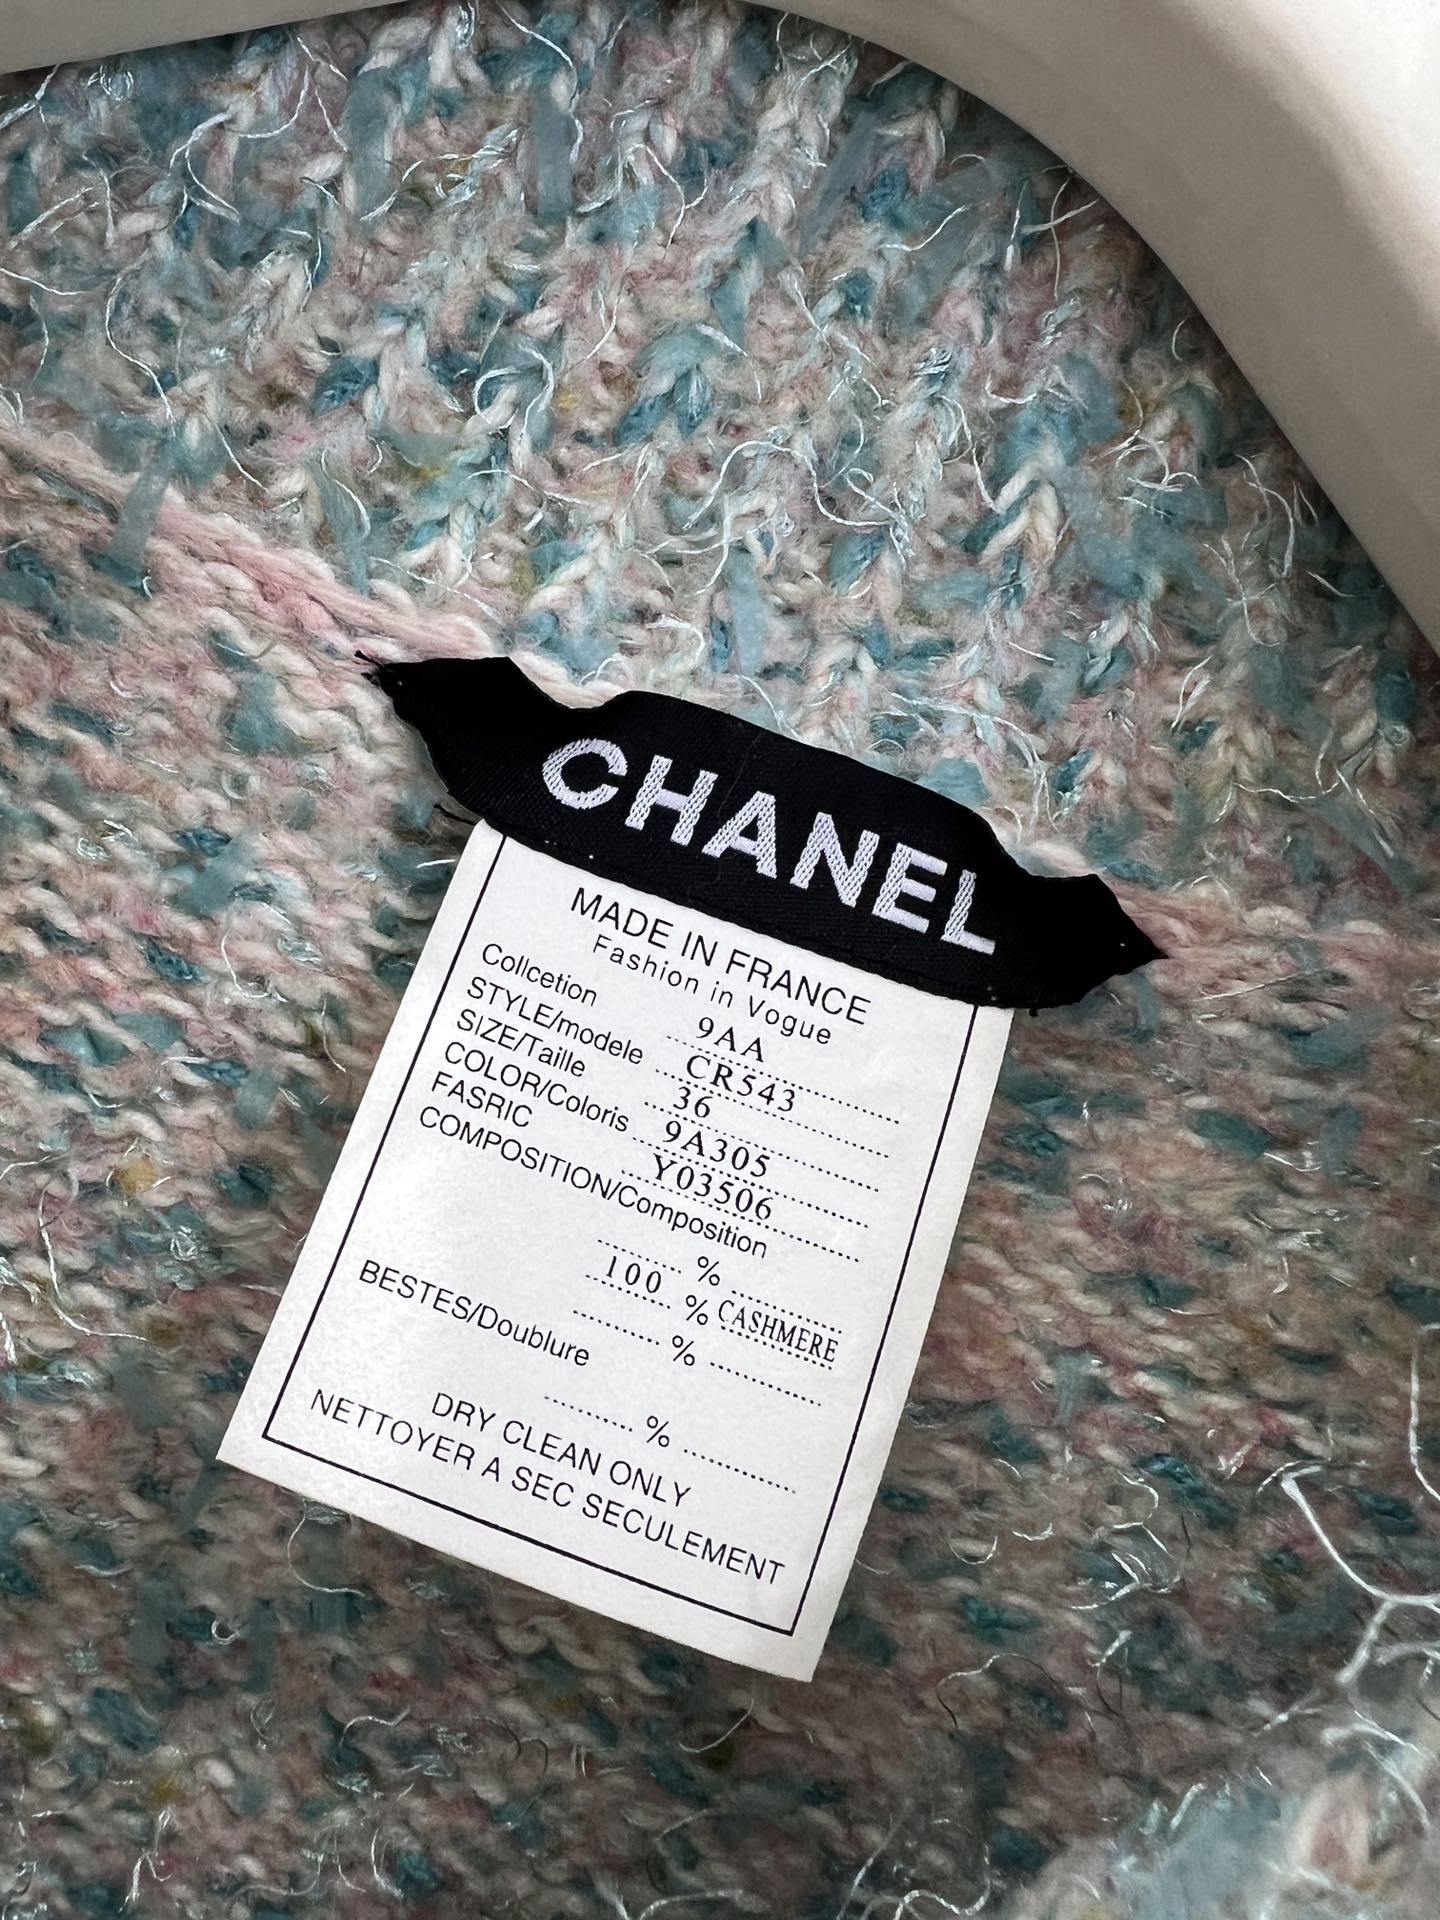 CHANEL
MADE IN FRANCE
Fashion in Vogue
Collcetion 9AA
STYLE/modele CR543
SIZE/Taille 36
COLOR/Coloris 9A305
FASRIC Y03506
COMPOSITION/Composition
%
100 % CASHMERE
%
BESTES/Doublure
%
DRY CLEAN ONLY
NETTOYER A SEC SECULEMENT